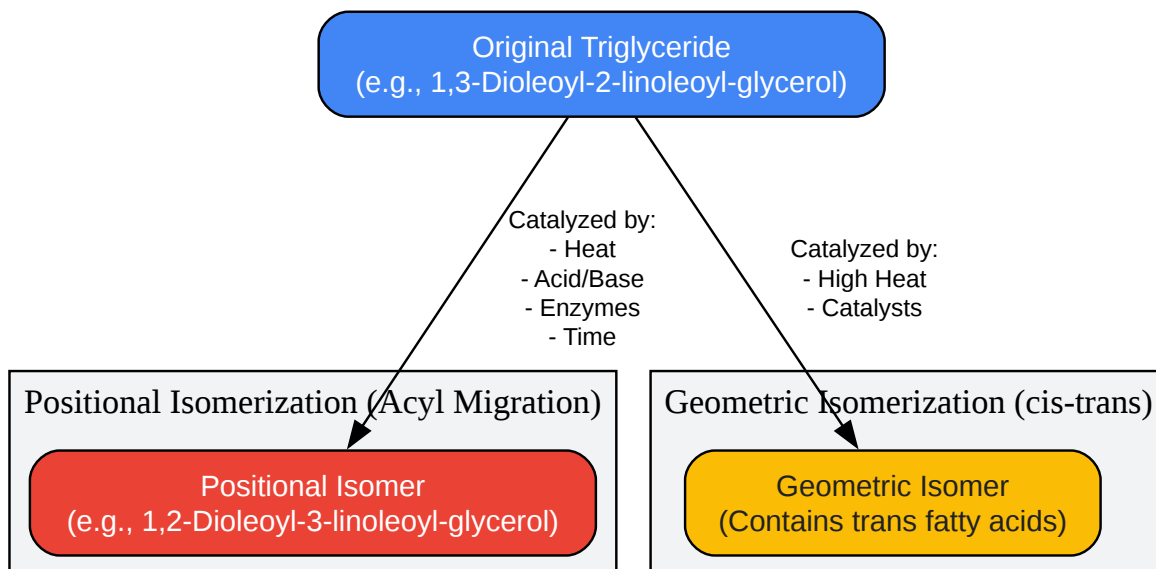 Original Triglyceride
(e.g., 1,3-Dioleoyl-2-linoleoyl-glycerol)
Catalyzed by:
- Heat
- Acid/Base
- Enzymes
- Time
Catalyzed by:
- High Heat
- Catalysts
Positional Isomerization (Acyl Migration)
Positional Isomer
(e.g., 1,2-Dioleoyl-3-linoleoyl-glycerol)
Geometric Isomerization (cis-trans)
Geometric Isomer
(Contains trans fatty acids)